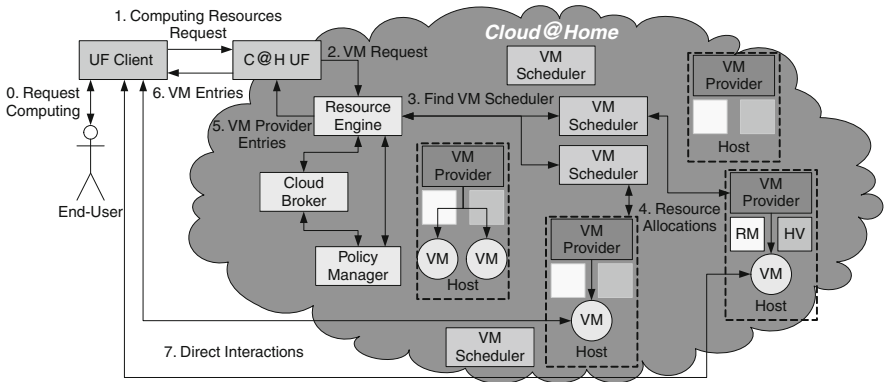 1. Computing Resources
Request
Cloud@Home
UF Client
C@H UF
2. VM Request
VM
Scheduler
VM
Provider
Host
0. Request
Computing
6. VM Entries
Resource
Engine
3. Find VM Scheduler
VM
Scheduler
5. VM Provider
Entries
VM
Scheduler
End-User
Cloud
Broker
VM
Provider
VM
VM
Host
4. Resource
Allocations
VM
Provider
RM
HV
VM
Host
Policy
Manager
VM
Provider
VM
Host
7. Direct Interactions
VM
Scheduler